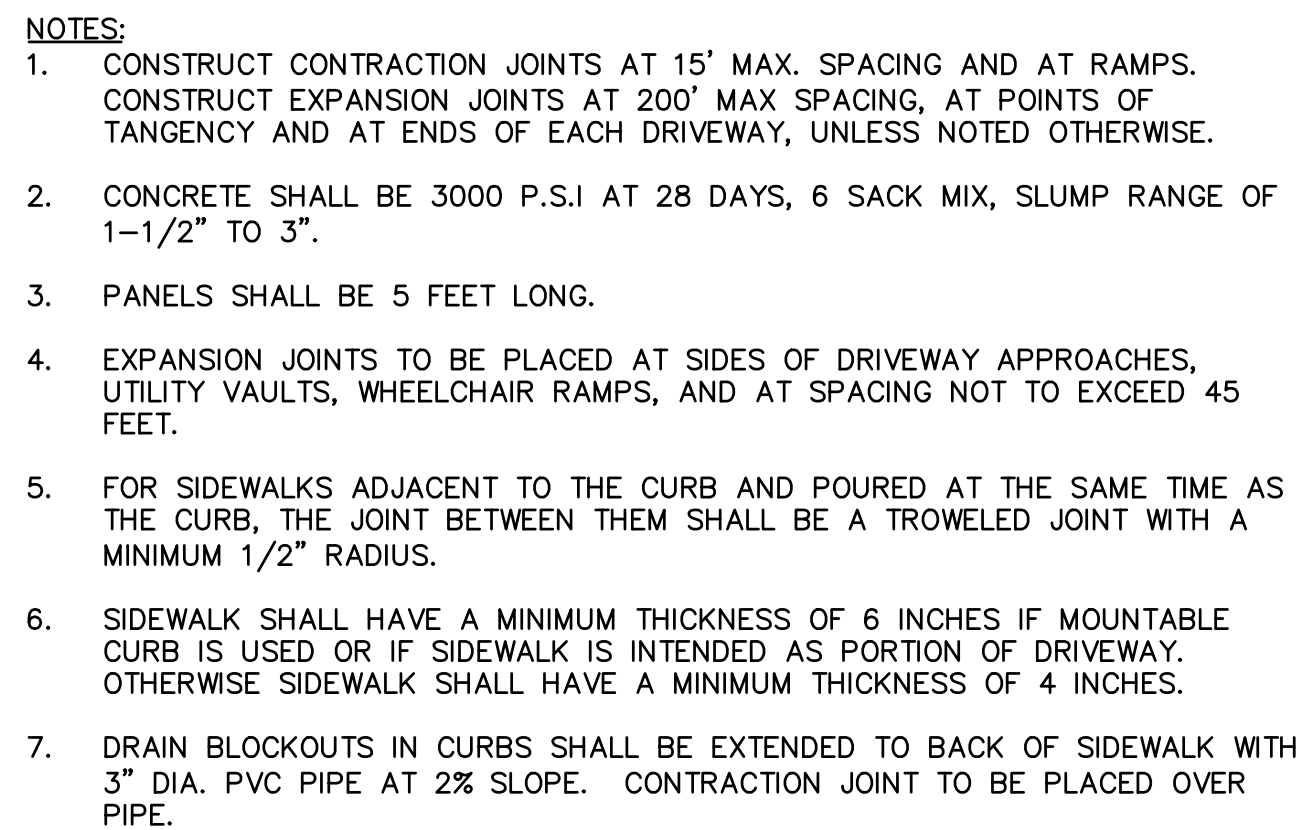 NOTES:
1. CONSTRUCT CONTRACTION JOINTS AT 15' MAX. SPACING AND AT RAMPS.
CONSTRUCT EXPANSION JOINTS AT 200' MAX SPACING, AT POINTS OF
TANGENCY AND AT ENDS OF EACH DRIVEWAY, UNLESS NOTED OTHERWISE.
2. CONCRETE SHALL BE 3000 P.S.I AT 28 DAYS, 6 SACK MIX, SLUMP RANGE OF
1-1/2" TO 3".
3. PANELS SHALL BE 5 FEET LONG.
4. EXPANSION JOINTS TO BE PLACED AT SIDES OF DRIVEWAY APPROACHES,
UTILITY VAULTS, WHEELCHAIR RAMPS, AND AT SPACING NOT TO EXCEED 45
FEET.
5. FOR SIDEWALKS ADJACENT TO THE CURB AND POURED AT THE SAME TIME AS
THE CURB, THE JOINT BETWEEN THEM SHALL BE A TROWELED JOINT WITH A
MINIMUM 1/2" RADIUS.
6. SIDEWALK SHALL HAVE A MINIMUM THICKNESS OF 6 INCHES IF MOUNTABLE
CURB IS USED OR IF SIDEWALK IS INTENDED AS PORTION OF DRIVEWAY.
OTHERWISE SIDEWALK SHALL HAVE A MINIMUM THICKNESS OF 4 INCHES.
7. DRAIN BLOCKOUTS IN CURBS SHALL BE EXTENDED TO BACK OF SIDEWALK WITH
3" DIA. PVC PIPE AT 2% SLOPE. CONTRACTION JOINT TO BE PLACED OVER
PIPE.